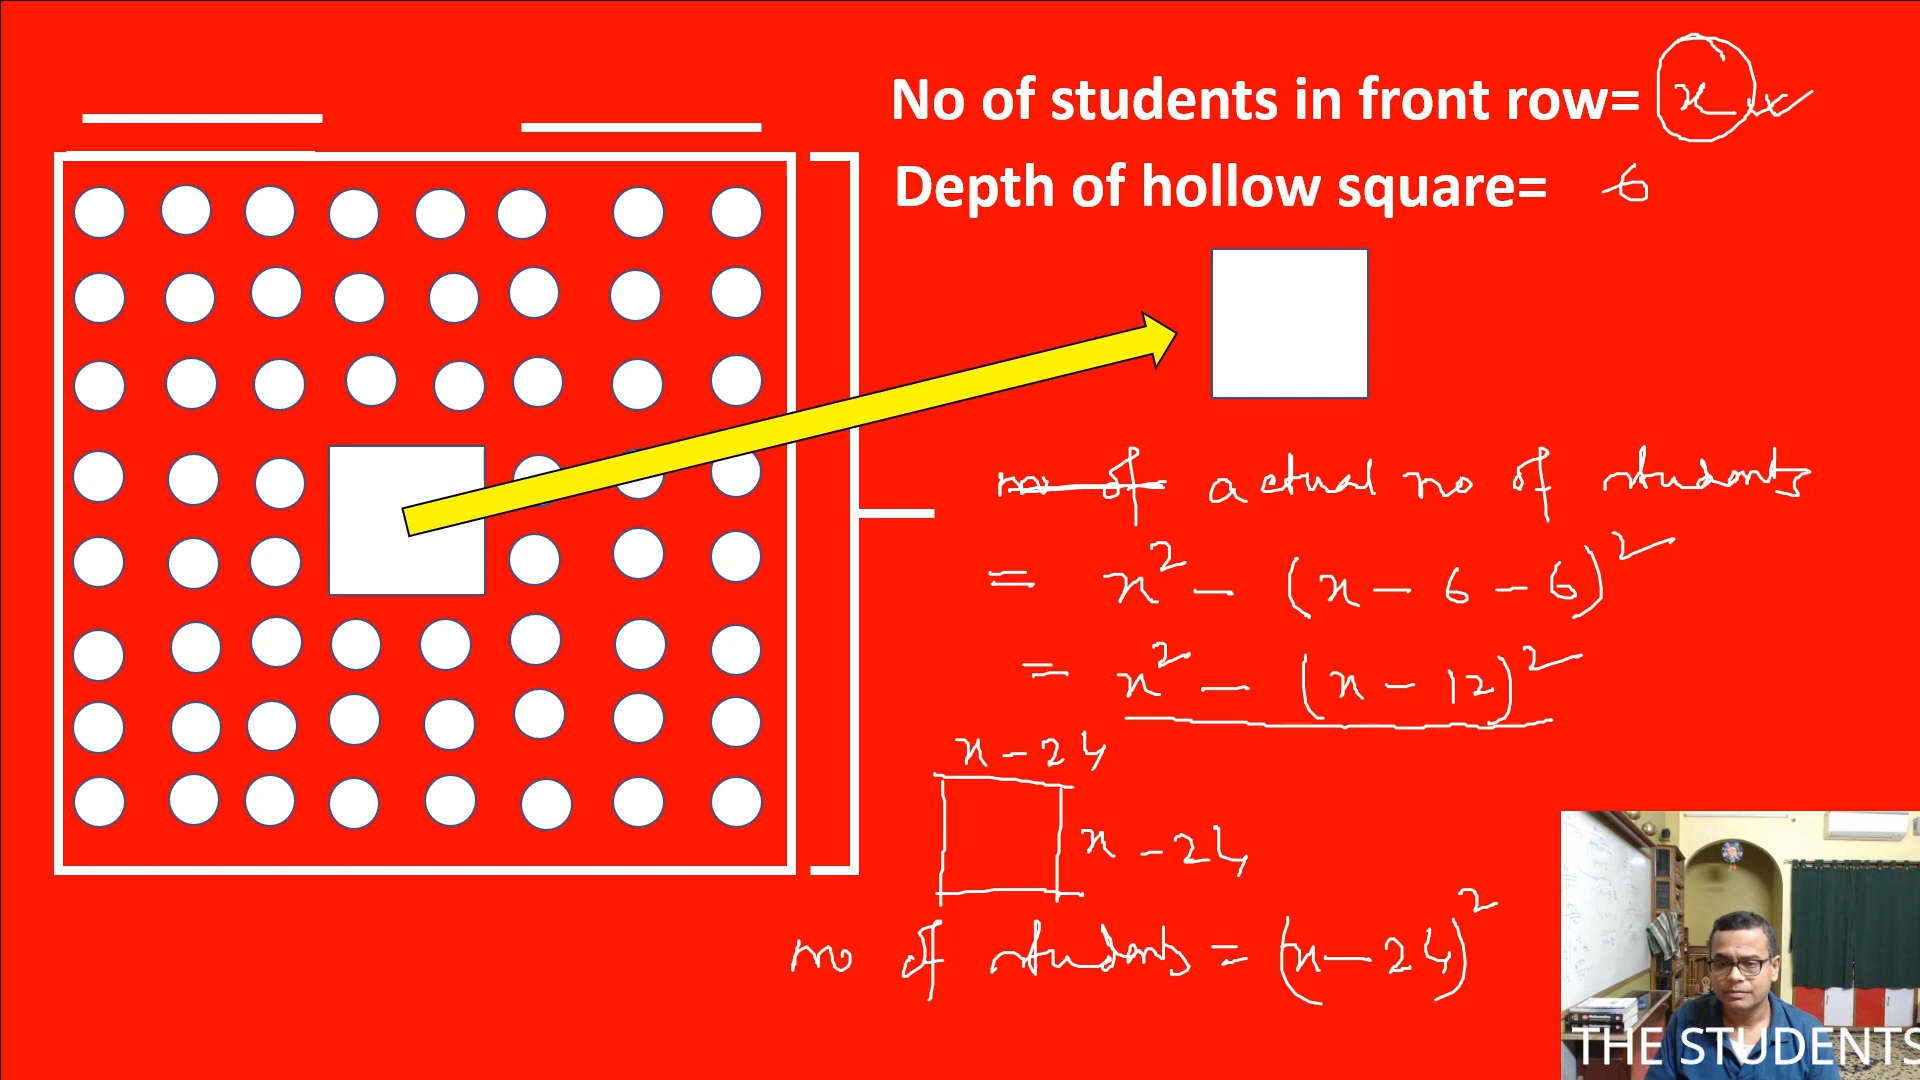 No of students in front row= x
Depth of hollow square= 6
no of actual no of students
= x² - (x - 6 - 6)²
= x² - (x - 12)²
x - 24
x - 24
no of students = (x - 24)²
THE STUDENTS